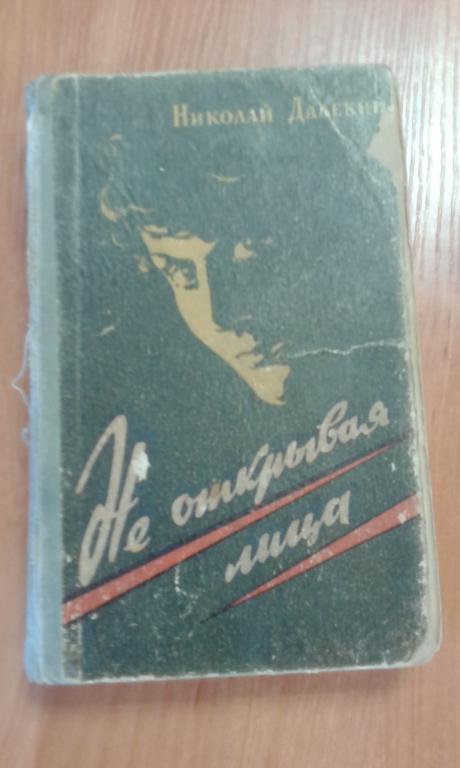 Николай Далекий
Не открывая
лица